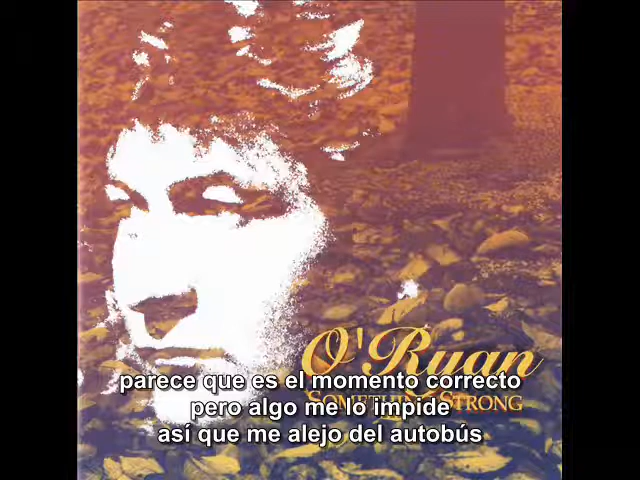 O'Ryan
SOMETHING STRONG
parece que es el momento correcto
pero algo me lo impide
así que me alejo del autobús